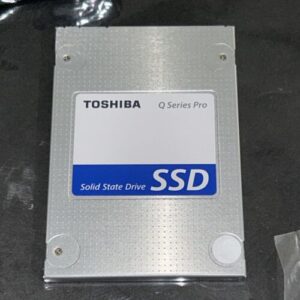 TOSHIBA Q Series Pro
Solid State Drive SSD